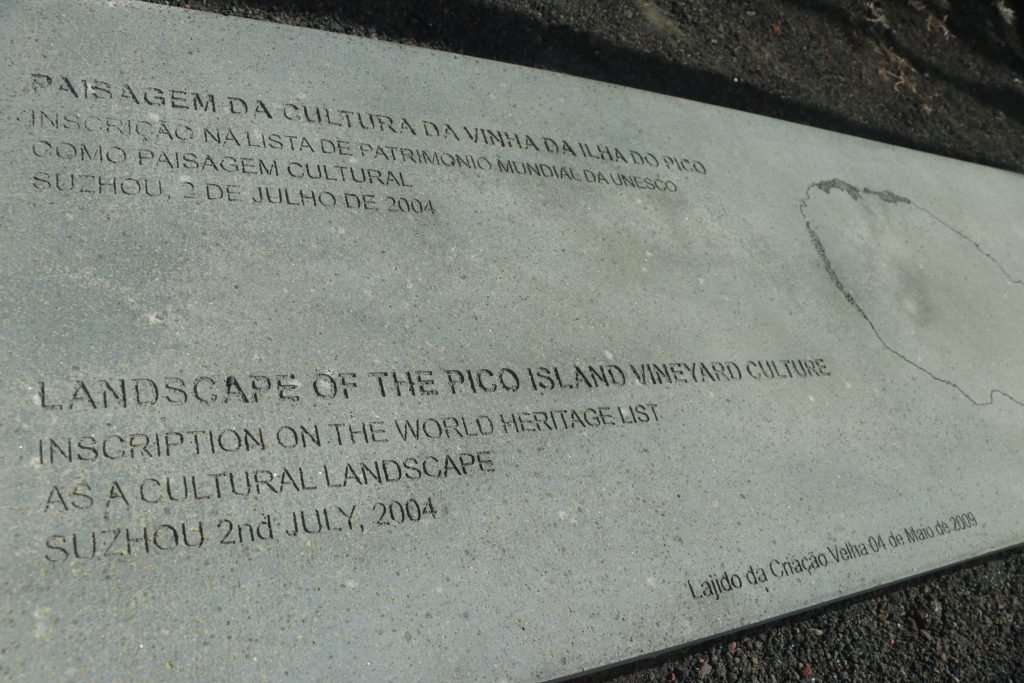 PAISAGEM DA CULTURA DA VINHA DA ILHA DO PICO
INSCRIÇÃO NA LISTA DE PATRIMONIO MUNDIAL DA UNESCO
COMO PAISAGEM CULTURAL
SUZHOU, 2 DE JULHO DE 2004
LANDSCAPE OF THE PICO ISLAND VINEYARD CULTURE
INSCRIPTION ON THE WORLD HERITAGE LIST
AS A CULTURAL LANDSCAPE
SUZHOU 2nd JULY, 2004
Lajido da Criação Velha 04 de Maio de 2009